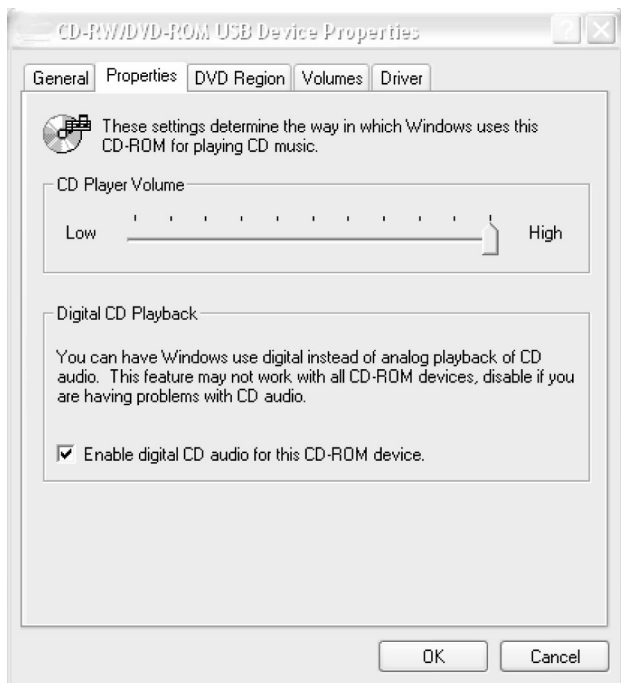 CD-RW/DVD-ROM USB Device Properties
General Properties DVD Region Volumes Driver
These settings determine the way in which Windows uses this
CD-ROM for playing CD music.
CD Player Volume
Low High
Digital CD Playback
You can have Windows use digital instead of analog playback of CD
audio. This feature may not work with all CD-ROM devices, disable if you
are having problems with CD audio.
Enable digital CD audio for this CD-ROM device.
OK Cancel